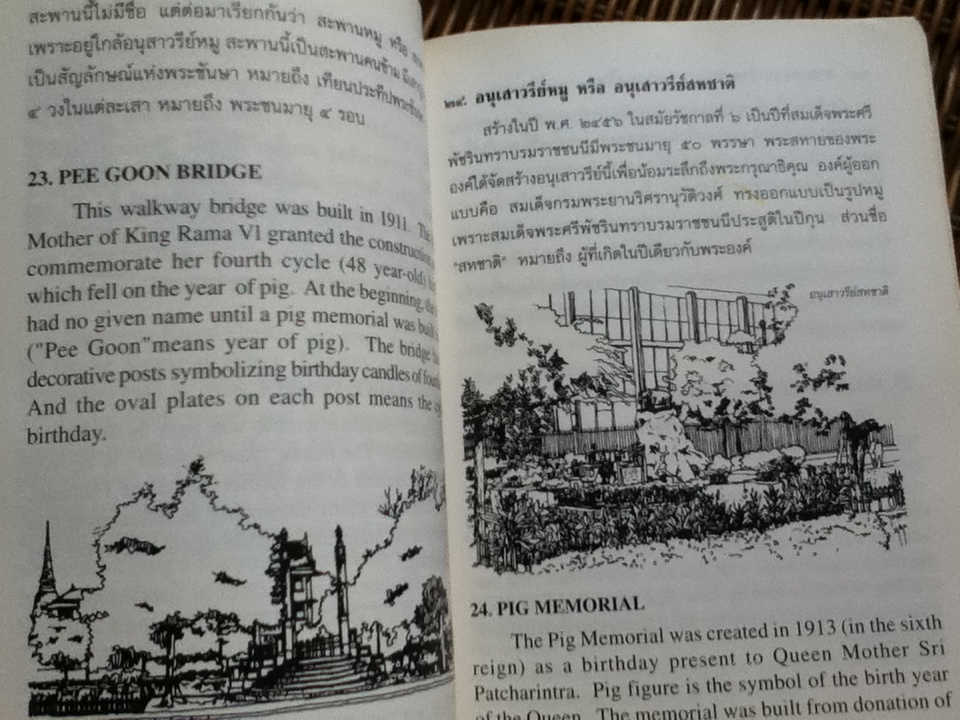 สะพานนี้ไม่มีชื่อ แต่ต่อมาเรียกกันว่า สะพานหมู หรือ
เพราะอยู่ใกล้อนุสาวรีย์หมู สะพานนี้เป็นสะพานคนข้าม
เป็นสัญลักษณ์แห่งพระชันษา หมายถึง เทียนประทีปพระชันษา
๔ วงในแต่ละเสา หมายถึง พระชนมายุ ๔ รอบ
23. PEE GOON BRIDGE
This walkway bridge was built in 1911. The
Mother of King Rama VI granted the construction
commemorate her fourth cycle (48 year-old)
which fell on the year of pig. At the beginning,
had no given name until a pig memorial was built
("Pee Goon"means year of pig). The bridge
decorative posts symbolizing birthday candles of
And the oval plates on each post means the
birthday.
๒๔. อนุเสาวรีย์หมู หรือ อนุเสาวรีย์สหชาติ
สร้างในปี พ.ศ. ๒๔๕๖ ในสมัยรัชกาลที่ ๖ เป็นปีที่สมเด็จพระศรี
พัชรินทราบรมราชชนนีมีพระชนมายุ ๕๐ พรรษา พระสหายของพระ
องค์ได้จัดสร้างอนุเสาวรีย์นี้เพื่อน้อมระลึกถึงพระกรุณาธิคุณ องค์ผู้ออก
แบบคือ สมเด็จกรมพระยานริศรานุวัติวงศ์ ทรงออกแบบเป็นรูปหมู
เพราะสมเด็จพระศรีพัชรินทราบรมราชชนนีประสูติในปีกุน ส่วนชื่อ
"สหชาติ" หมายถึง ผู้ที่เกิดในปีเดียวกับพระองค์
อนุเสาวรีย์สหชาติ
24. PIG MEMORIAL
The Pig Memorial was created in 1913 (in the sixth
reign) as a birthday present to Queen Mother Sri
Patcharintra. Pig figure is the symbol of the birth year
of the Queen. The memorial was built from donation of